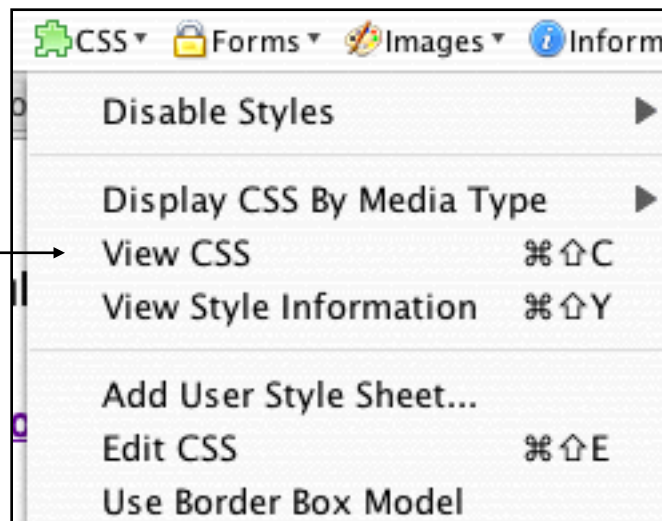 CSS Forms Images Inform
Disable Styles
Display CSS By Media Type
View CSS ⌘⇧C
View Style Information ⌘⇧Y
Add User Style Sheet...
Edit CSS ⌘⇧E
Use Border Box Model